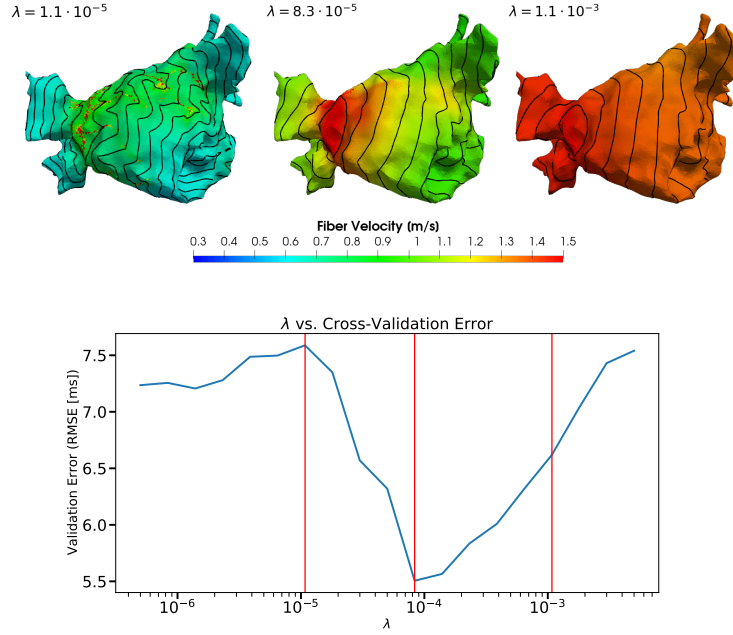 λ = 1.1 · 10⁻⁵ λ = 8.3 · 10⁻⁵ λ = 1.1 · 10⁻³
Fiber Velocity [m/s]
0.3 0.4 0.5 0.6 0.7 0.8 0.9 1 1.1 1.2 1.3 1.4 1.5
λ vs. Cross-Validation Error
7.5
7.0
6.5
6.0
5.5
Validation Error (RMSE [ms])
10⁻⁶ 10⁻⁵ 10⁻⁴ 10⁻³
λ